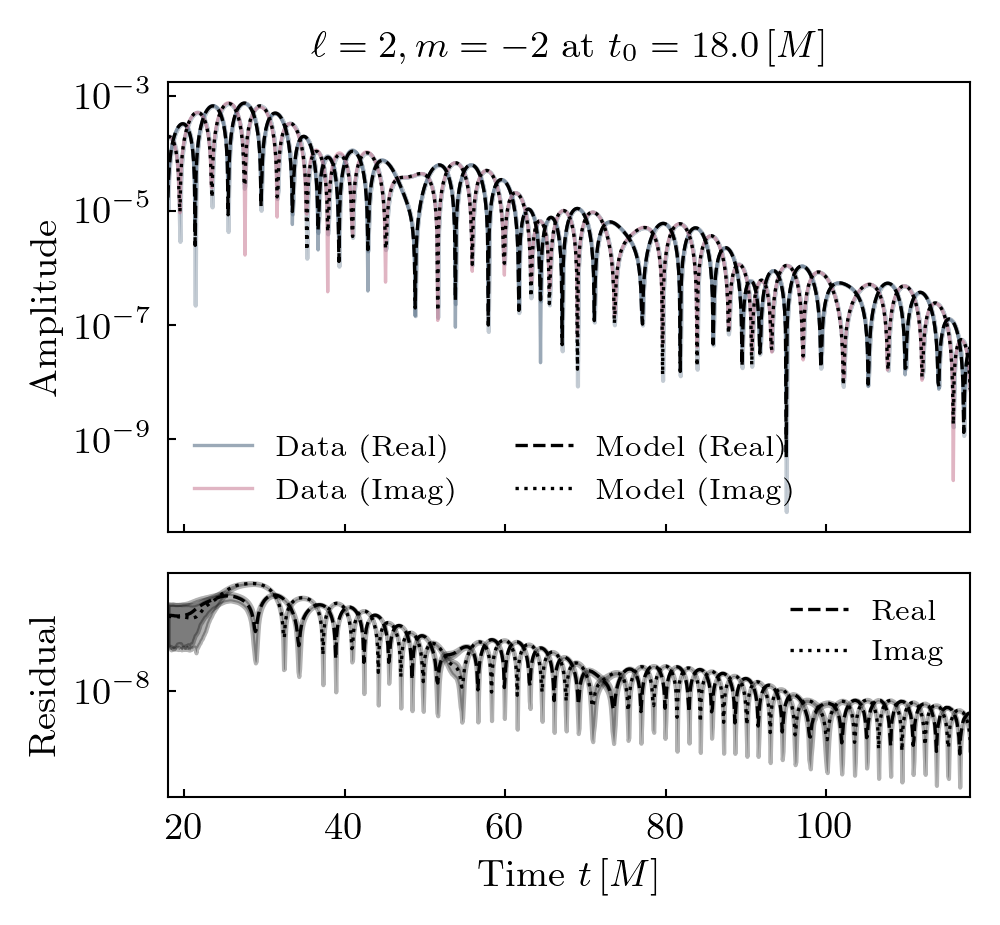 ℓ = 2, m = −2 at t₀ = 18.0 [M]
10⁻³
10⁻⁵
10⁻⁷
10⁻⁹
Amplitude
Data (Real)
Data (Imag)
Model (Real)
Model (Imag)
Real
Imag
10⁻⁸
Residual
20 40 60 80 100
Time t [M]